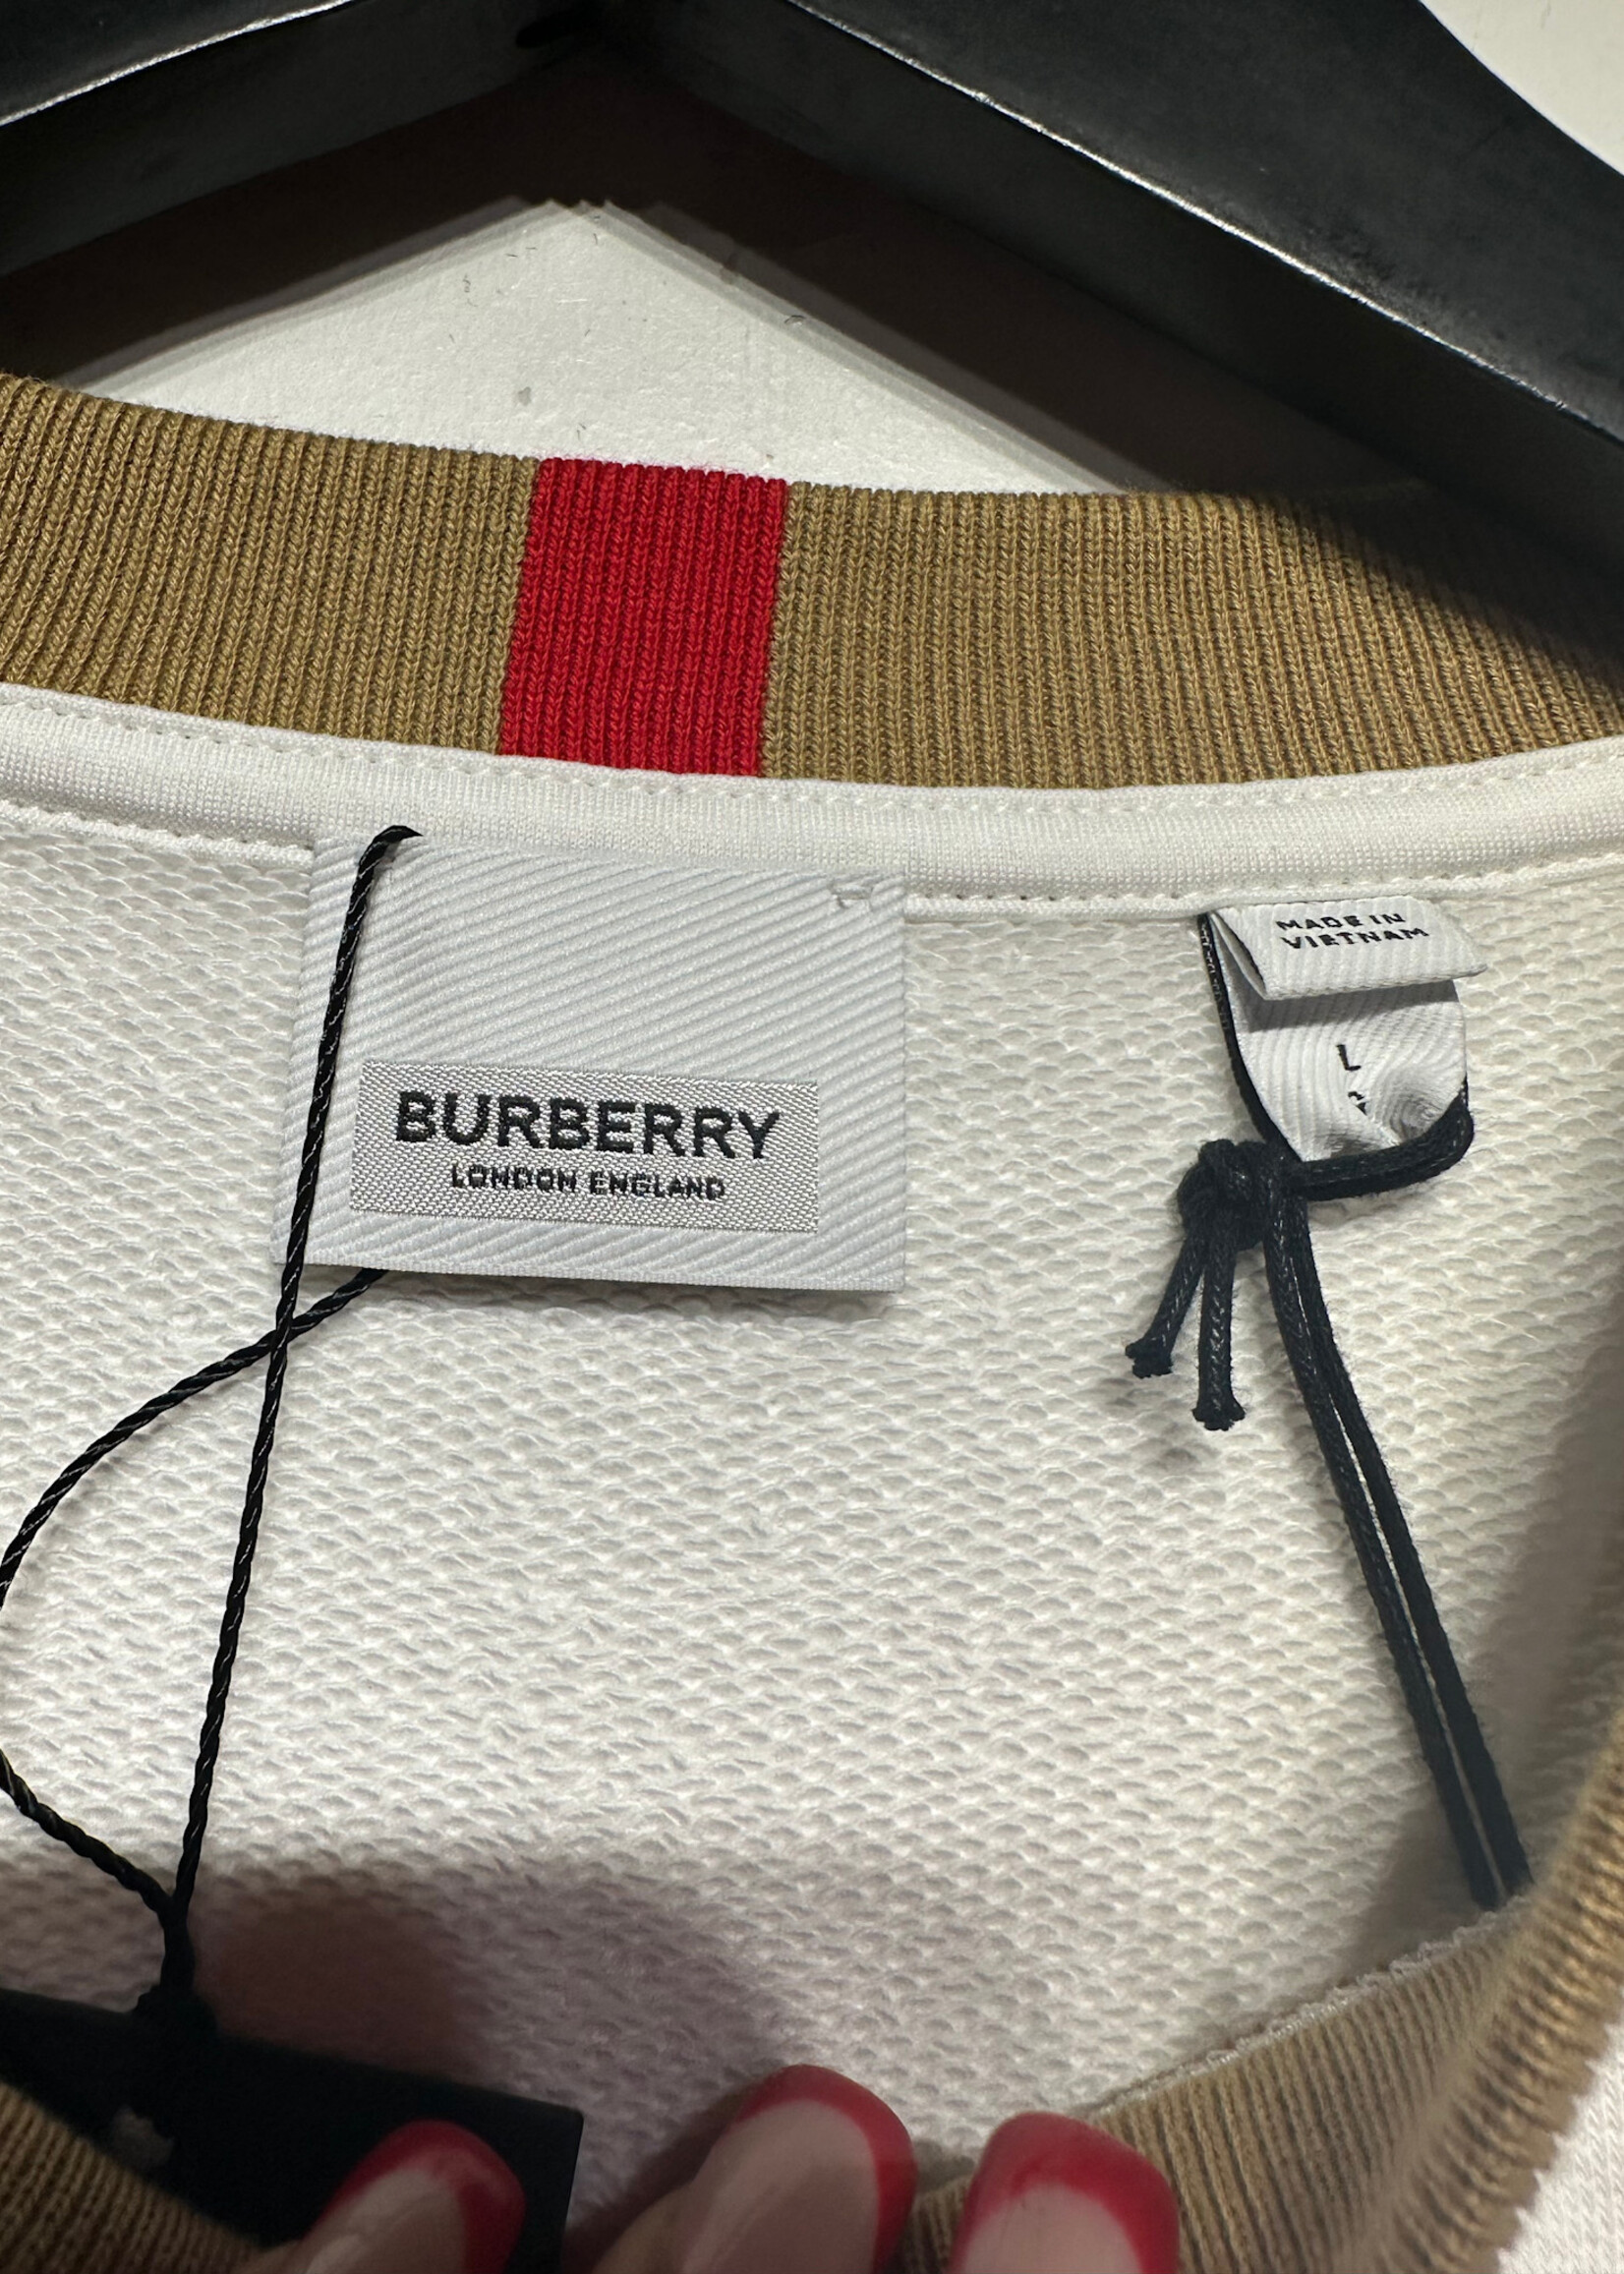 BURBERRY
LONDON ENGLAND
MADE IN
VIETNAM
L